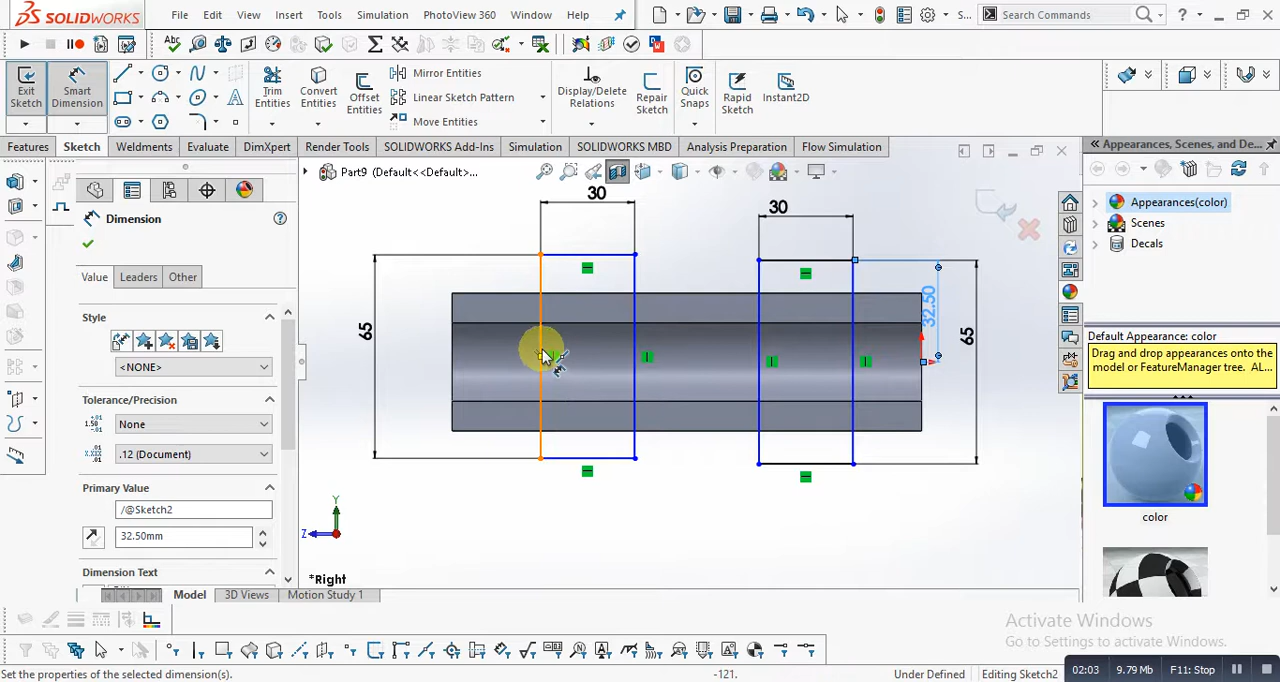 SOLIDWORKS File Edit View Insert Tools Simulation PhotoView 360 Window Help S... Search Commands ?
Exit Sketch Smart Dimension Trim Entities Convert Entities Offset Entities Mirror Entities Linear Sketch Pattern Move Entities Display/Delete Relations Repair Sketch Quick Snaps Rapid Sketch Instant2D
Features Sketch Weldments Evaluate DimXpert Render Tools SOLIDWORKS Add-Ins Simulation SOLIDWORKS MBD Analysis Preparation Flow Simulation
Appearances, Scenes, and De...
Part9 (Default<<Default>...
Dimension
Value Leaders Other
Style
<NONE>
Tolerance/Precision
None
.12 (Document)
Primary Value
/@Sketch2
32.50mm
Dimension Text
30
30
65
32.50
65
Y
Z
*Right
Appearances(color)
Scenes
Decals
Default Appearance: color
Drag and drop appearances onto the
model or FeatureManager tree. AL...
color
Model 3D Views Motion Study 1
Activate Windows
Go to Settings to activate Windows.
Set the properties of the selected dimension(s). -121. Under Defined Editing Sketch2
02:03 9.79 MB F11: Stop